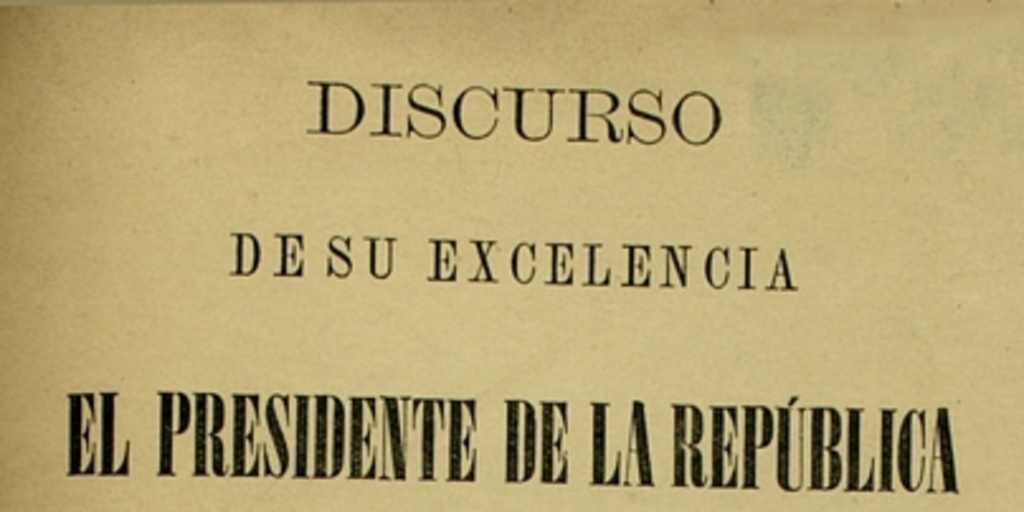 DISCURSO
DE SU EXCELENCIA
EL PRESIDENTE DE LA REPÚBLICA